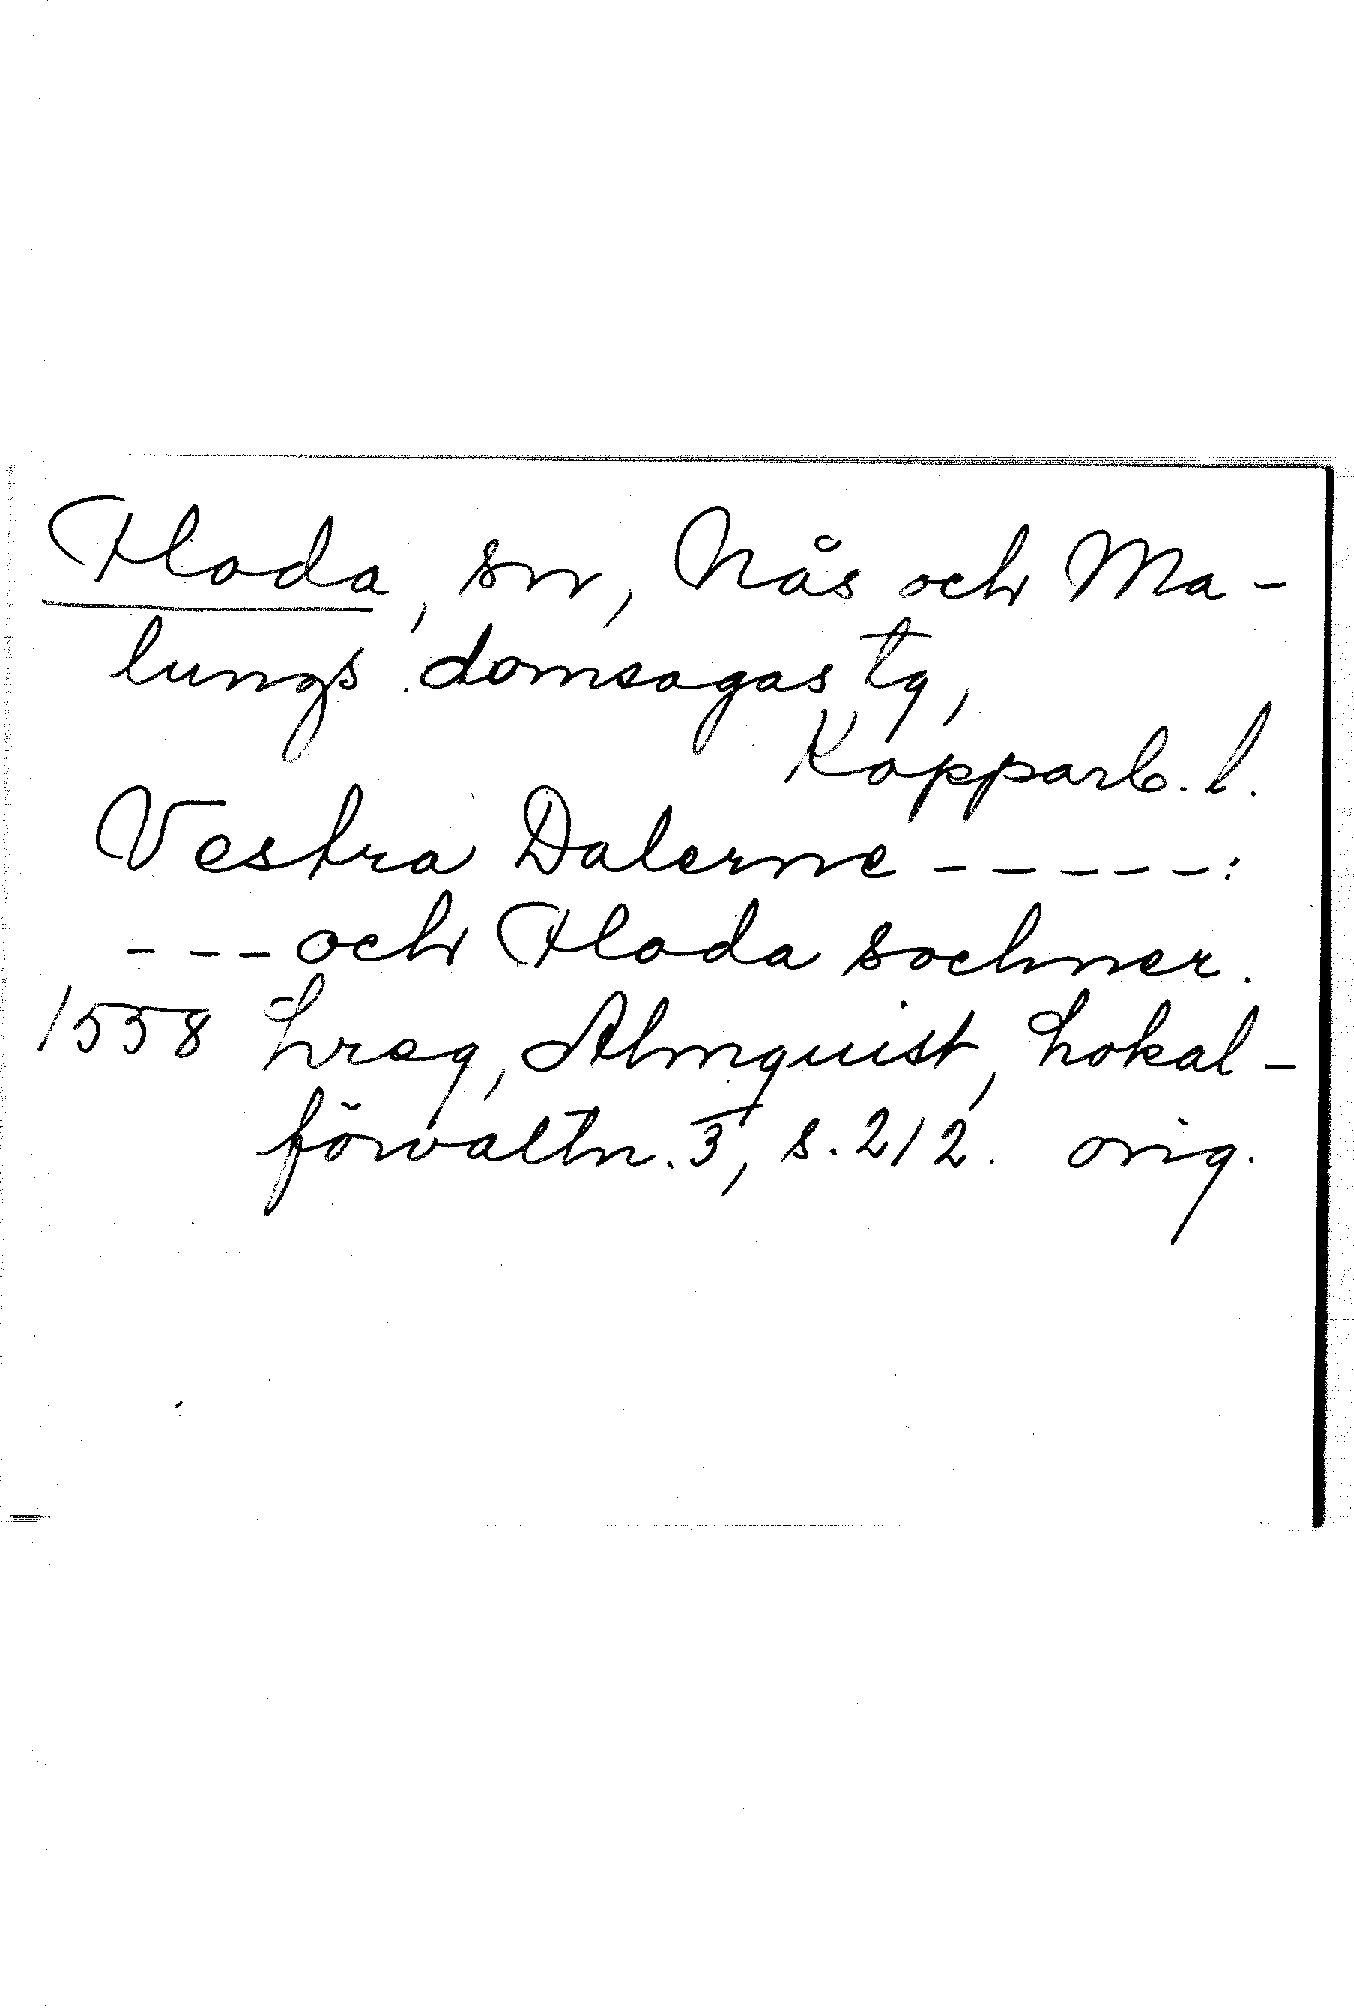 Floda, sn, Nås och Ma-
lungs domsagas tg,
Kopparb. l.
Vestra Dalerne - - - - - :
- - - och Floda sochner.
1558 Lreg, Almquist, Lokal-
förvaltn. 3, s. 212. orig.